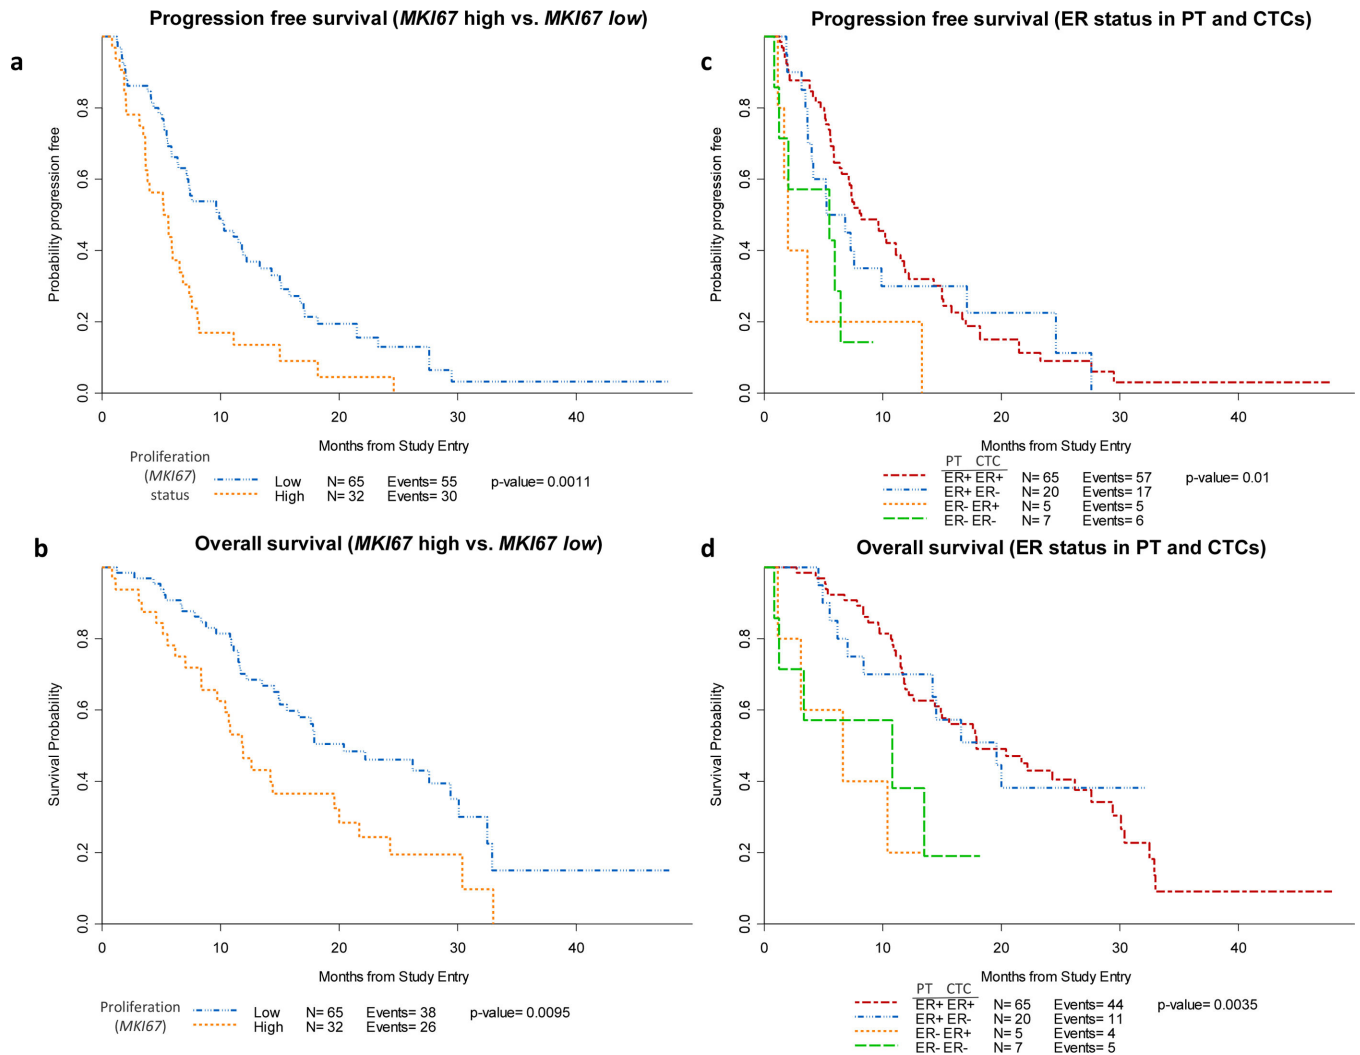 a
Progression free survival (MKI67 high vs. MKI67 low)
Probability progression free
0.0 0.2 0.4 0.6 0.8
0 10 20 30 40
Months from Study Entry
Proliferation
(MKI67)
status
Low N= 65 Events= 55 p-value= 0.0011
High N= 32 Events= 30
c
Progression free survival (ER status in PT and CTCs)
Probability progression free
0.0 0.2 0.4 0.6 0.8
0 10 20 30 40
Months from Study Entry
PT CTC
ER+ ER+ N= 65 Events= 57 p-value= 0.01
ER+ ER- N= 20 Events= 17
ER- ER+ N= 5 Events= 5
ER- ER- N= 7 Events= 6
b
Overall survival (MKI67 high vs. MKI67 low)
Survival Probability
0.0 0.2 0.4 0.6 0.8
0 10 20 30 40
Months from Study Entry
Proliferation
(MKI67)
Low N= 65 Events= 38 p-value= 0.0095
High N= 32 Events= 26
d
Overall survival (ER status in PT and CTCs)
Survival Probability
0.0 0.2 0.4 0.6 0.8
0 10 20 30 40
Months from Study Entry
PT CTC
ER+ ER+ N= 65 Events= 44 p-value= 0.0035
ER+ ER- N= 20 Events= 11
ER- ER+ N= 5 Events= 4
ER- ER- N= 7 Events= 5